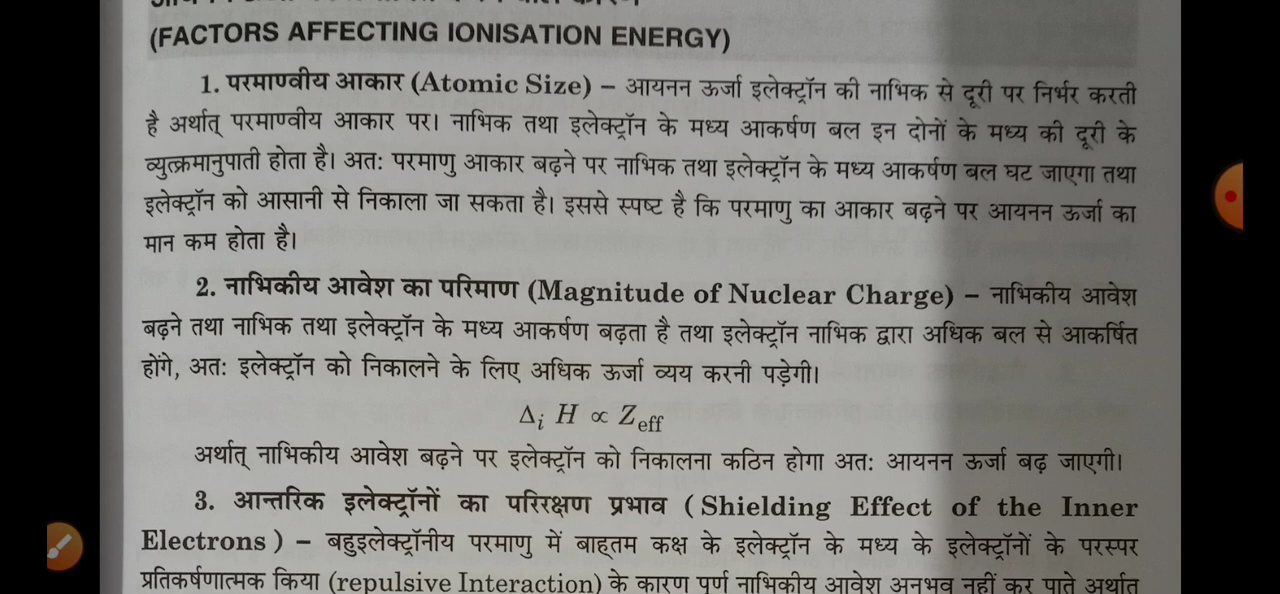 (FACTORS AFFECTING IONISATION ENERGY)
1. परमाण्वीय आकार (Atomic Size) – आयनन ऊर्जा इलेक्ट्रॉन की नाभिक से दूरी पर निर्भर करती
है अर्थात् परमाण्वीय आकार पर। नाभिक तथा इलेक्ट्रॉन के मध्य आकर्षण बल इन दोनों के मध्य की दूरी के
व्युत्क्रमानुपाती होता है। अतः परमाणु आकार बढ़ने पर नाभिक तथा इलेक्ट्रॉन के मध्य आकर्षण बल घट जाएगा तथा
इलेक्ट्रॉन को आसानी से निकाला जा सकता है। इससे स्पष्ट है कि परमाणु का आकार बढ़ने पर आयनन ऊर्जा का
मान कम होता है।
2. नाभिकीय आवेश का परिमाण (Magnitude of Nuclear Charge) – नाभिकीय आवेश
बढ़ने तथा नाभिक तथा इलेक्ट्रॉन के मध्य आकर्षण बढ़ता है तथा इलेक्ट्रॉन नाभिक द्वारा अधिक बल से आकर्षित
होंगे, अतः इलेक्ट्रॉन को निकालने के लिए अधिक ऊर्जा व्यय करनी पड़ेगी।
Δi H ∝ Zeff
अर्थात् नाभिकीय आवेश बढ़ने पर इलेक्ट्रॉन को निकालना कठिन होगा अतः आयनन ऊर्जा बढ़ जाएगी।
3. आन्तरिक इलेक्ट्रॉनों का परिरक्षण प्रभाव (Shielding Effect of the Inner
Electrons) – बहुइलेक्ट्रॉनीय परमाणु में बाह्तम कक्ष के इलेक्ट्रॉन के मध्य के इलेक्ट्रॉनों के परस्पर
प्रतिकर्षणात्मक क्रिया (repulsive Interaction) के कारण पूर्ण नाभिकीय आवेश अनुभव नहीं कर पाते अर्थात्